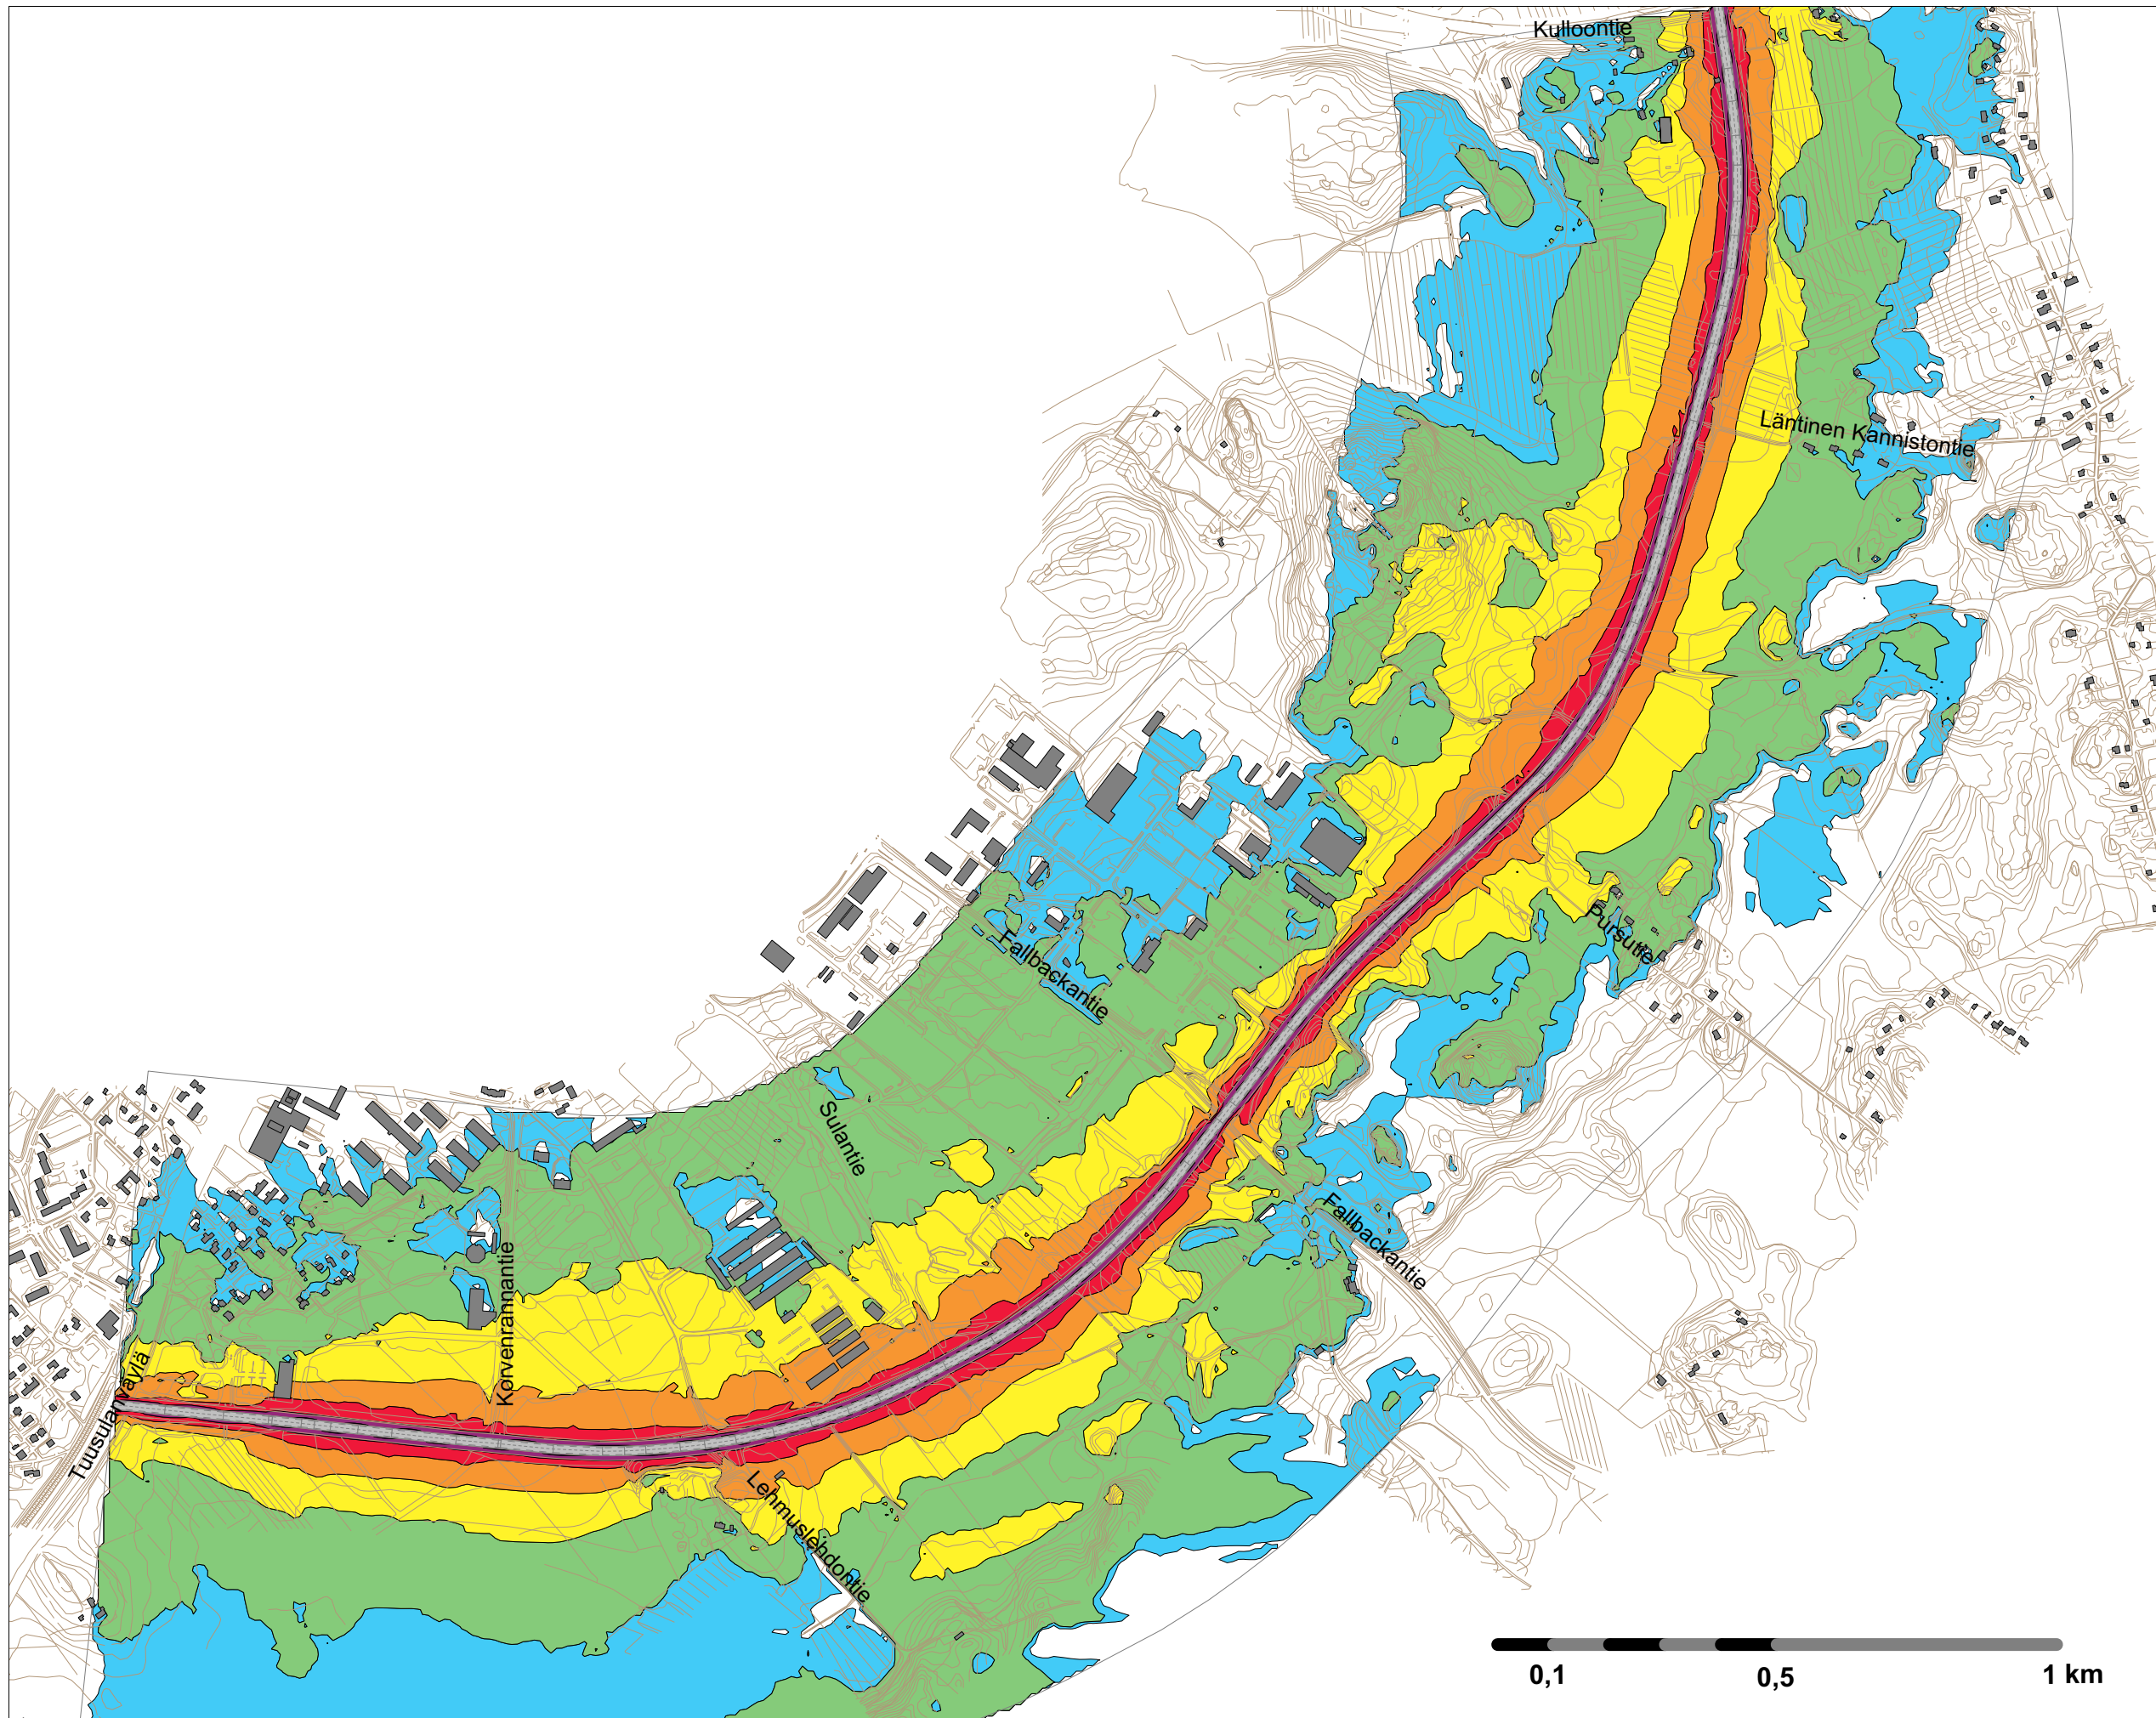 Kulloontie
Läntinen Kannistontie
Pursutie
Fallbackantie
Sulantie
Fallbackantie
Korvenrannantie
Tuusulanväylä
Lehmuslehdontie
0,1 0,5 1 km